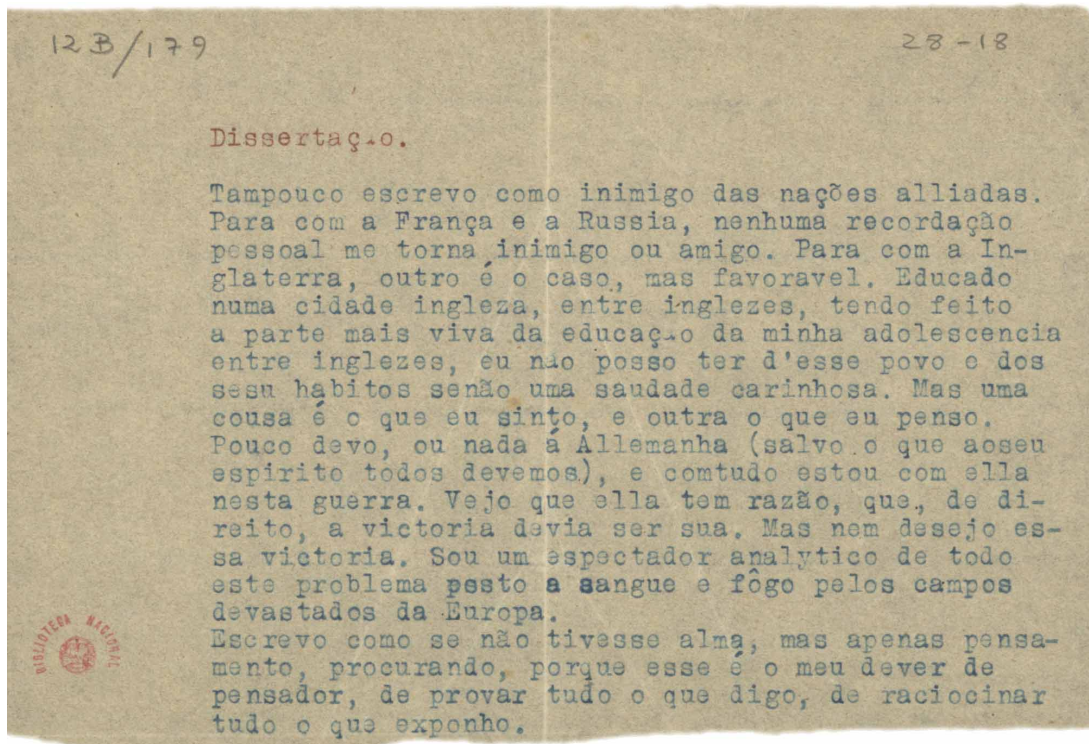 12B/179
28-18
Dissertação.
Tampouco escrevo como inimigo das nações alliadas.
Para com a França e a Russia, nenhuma recordação
pessoal me torna inimigo ou amigo. Para com a In-
glaterra, outro é o caso, mas favoravel. Educado
numa cidade ingleza, entre inglezes, tendo feito
a parte mais viva da educação da minha adolescencia
entre inglezes, eu não posso ter d'esse povo e dos
sesu habitos senão uma saudade carinhosa. Mas uma
cousa é o que eu sinto, e outra o que eu penso.
Pouco devo, ou nada á Allemanha (salvo o que aoseu
espirito todos devemos), e comtudo estou com ella
nesta guerra. Vejo que ella tem razão, que, de di-
reito, a victoria devia ser sua. Mas nem desejo es-
sa victoria. Sou um espectador analytico de todo
este problema posto a sangue e fôgo pelos campos
devastados da Europa.
Escrevo como se não tivesse alma, mas apenas pensa-
mento, procurando, porque esse é o meu dever de
pensador, de provar tudo o que digo, de raciocinar
tudo o que exponho.
BIBLIOTECA NACIONAL